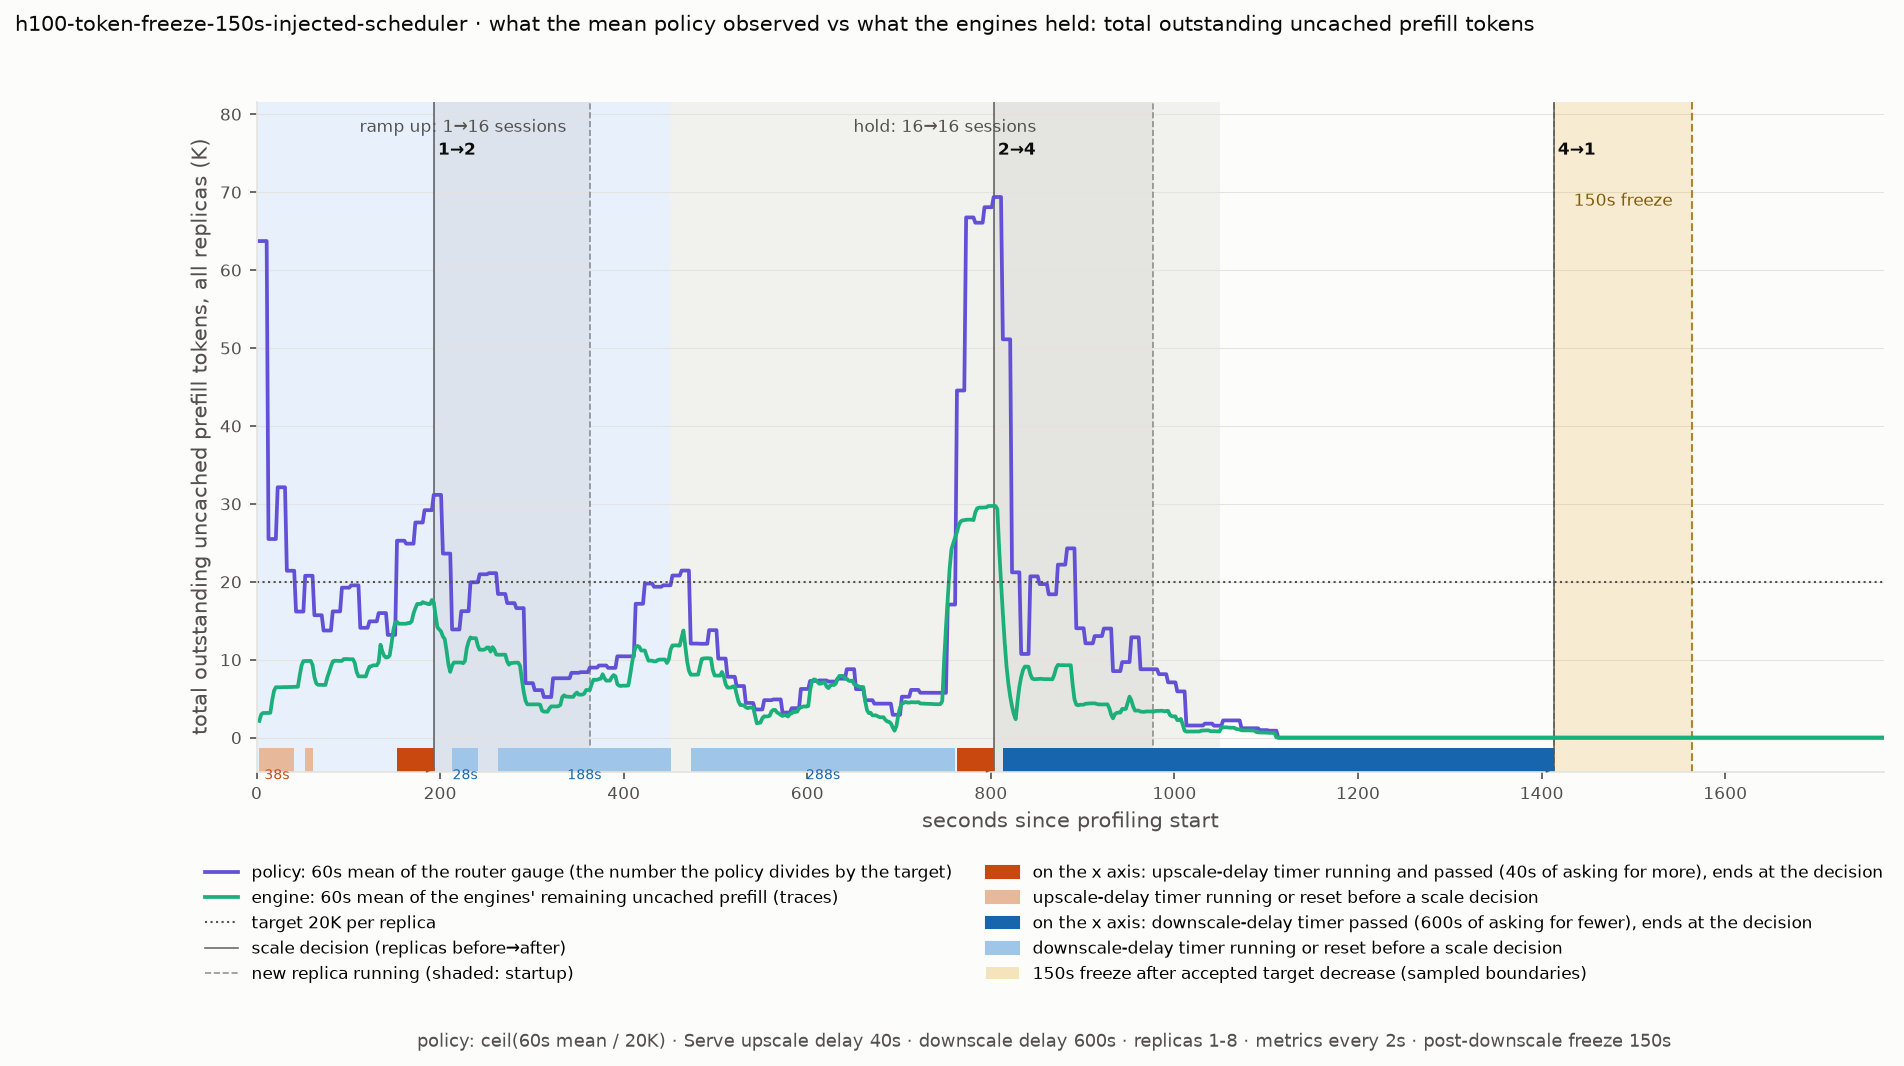 h100-token-freeze-150s-injected-scheduler · what the mean policy observed vs what the engines held: total outstanding uncached prefill tokens
total outstanding uncached prefill tokens, all replicas (K)
80
70
60
50
40
30
20
10
0
ramp up: 1→16 sessions
hold: 16→16 sessions
1→2
2→4
4→1
150s freeze
38s
28s
188s
288s
0
200
400
600
800
1000
1200
1400
1600
seconds since profiling start
policy: 60s mean of the router gauge (the number the policy divides by the target)
engine: 60s mean of the engines' remaining uncached prefill (traces)
target 20K per replica
scale decision (replicas before→after)
new replica running (shaded: startup)
on the x axis: upscale-delay timer running and passed (40s of asking for more), ends at the decision
upscale-delay timer running or reset before a scale decision
on the x axis: downscale-delay timer passed (600s of asking for fewer), ends at the decision
downscale-delay timer running or reset before a scale decision
150s freeze after accepted target decrease (sampled boundaries)
policy: ceil(60s mean / 20K) · Serve upscale delay 40s · downscale delay 600s · replicas 1-8 · metrics every 2s · post-downscale freeze 150s